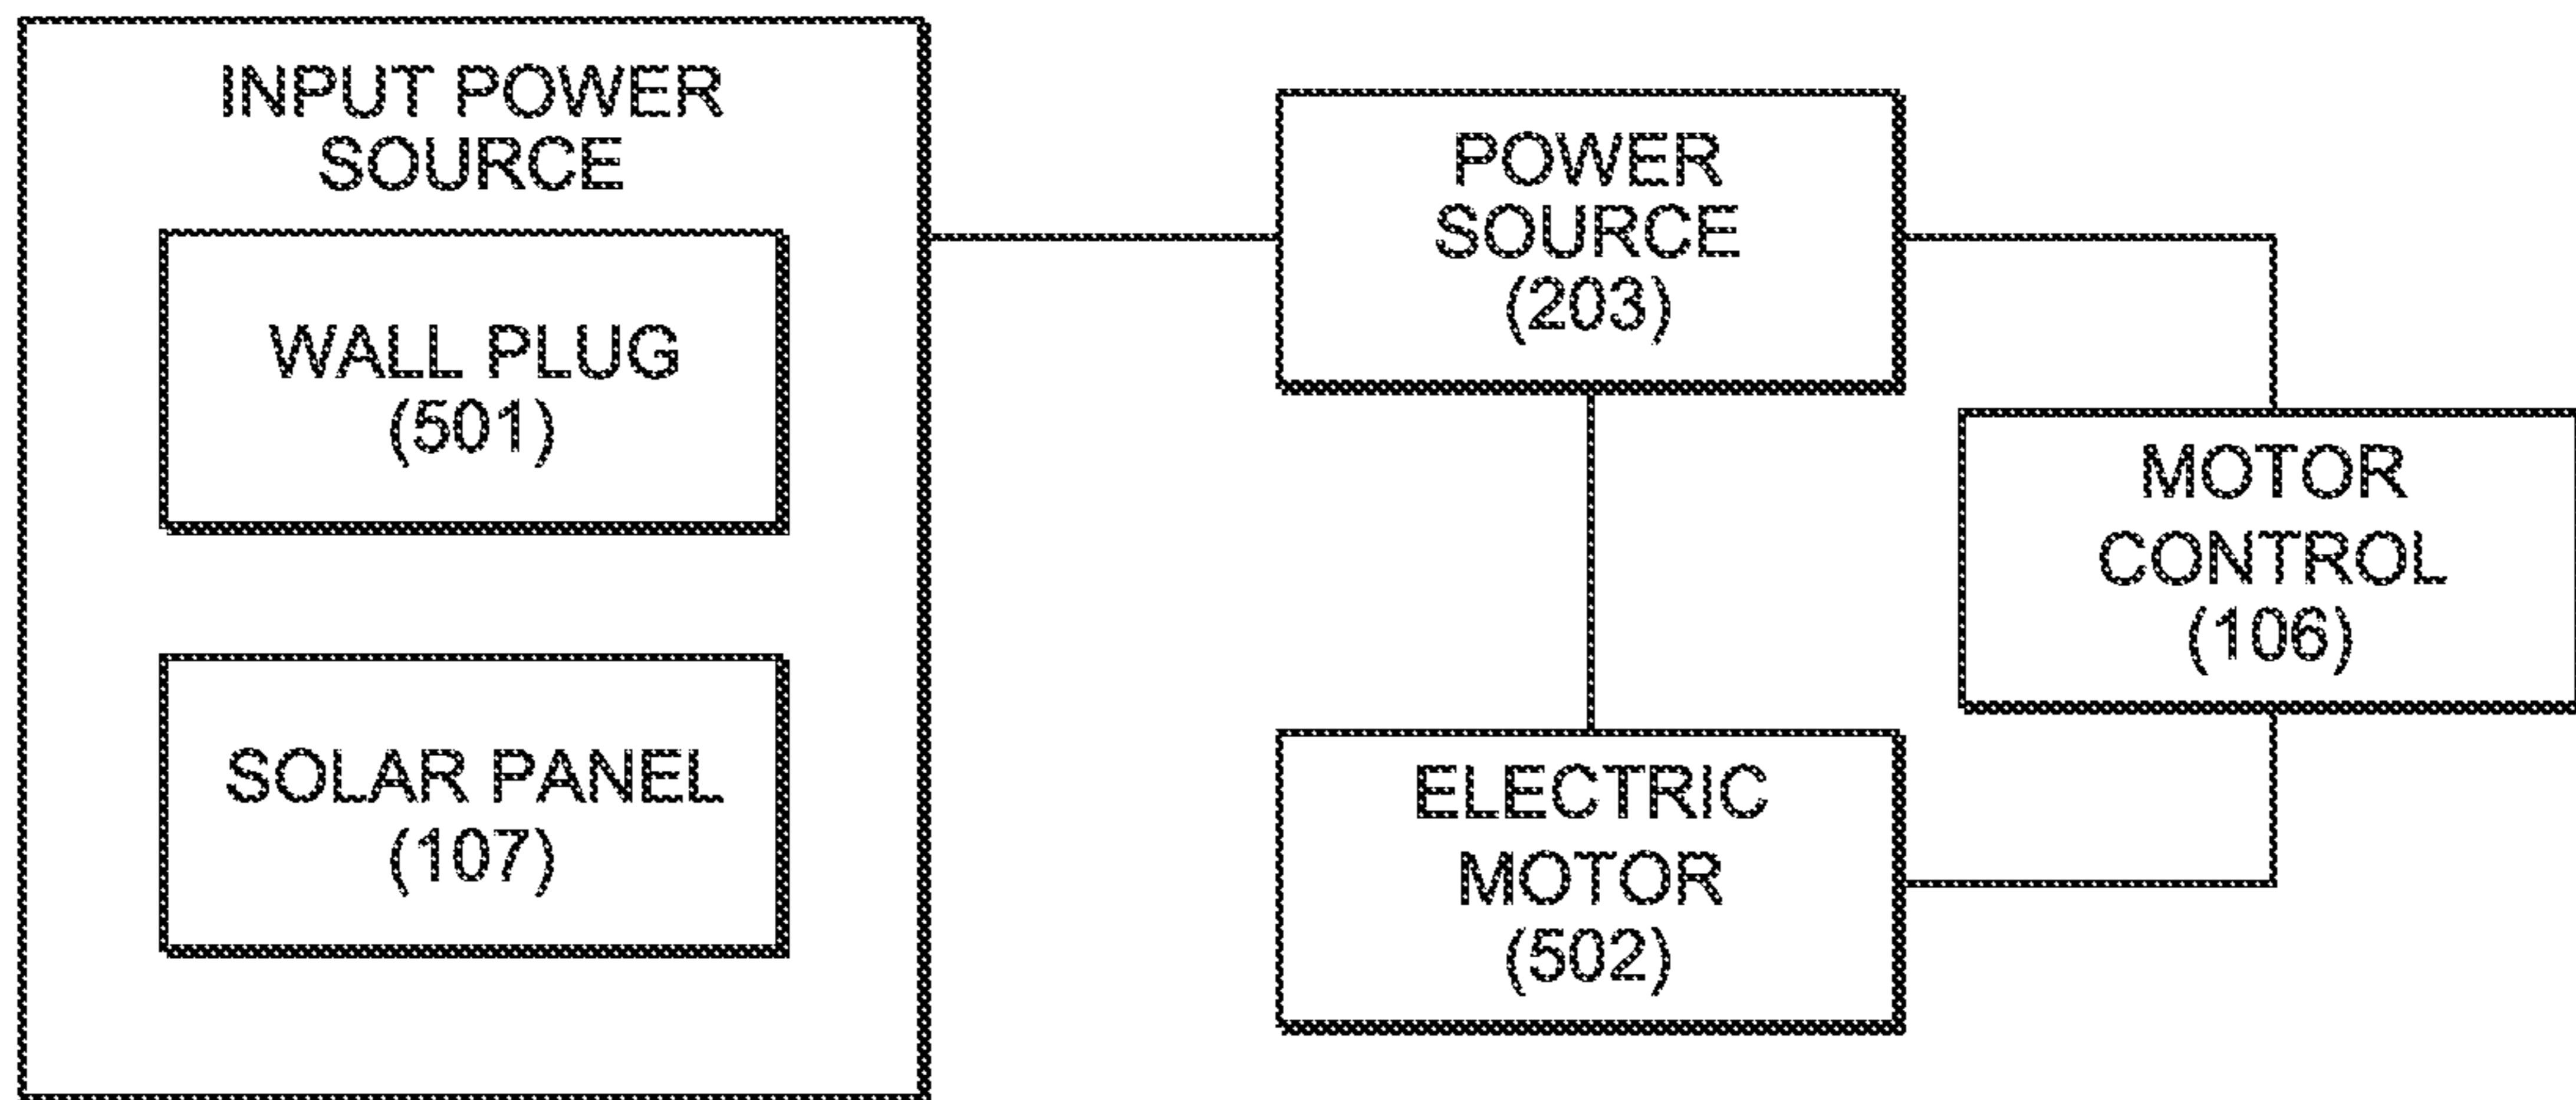 INPUT POWER
SOURCE
WALL PLUG
(501)
SOLAR PANEL
(107)
POWER
SOURCE
(203)
ELECTRIC
MOTOR
(502)
MOTOR
CONTROL
(106)